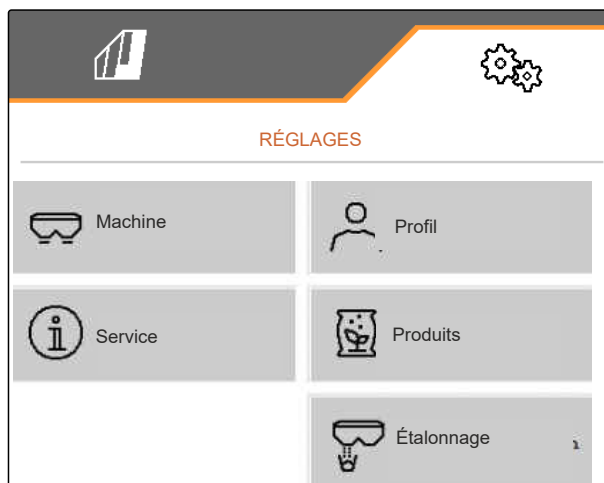 RÉGLAGES
Machine
Profil
Service
Produits
Étalonnage